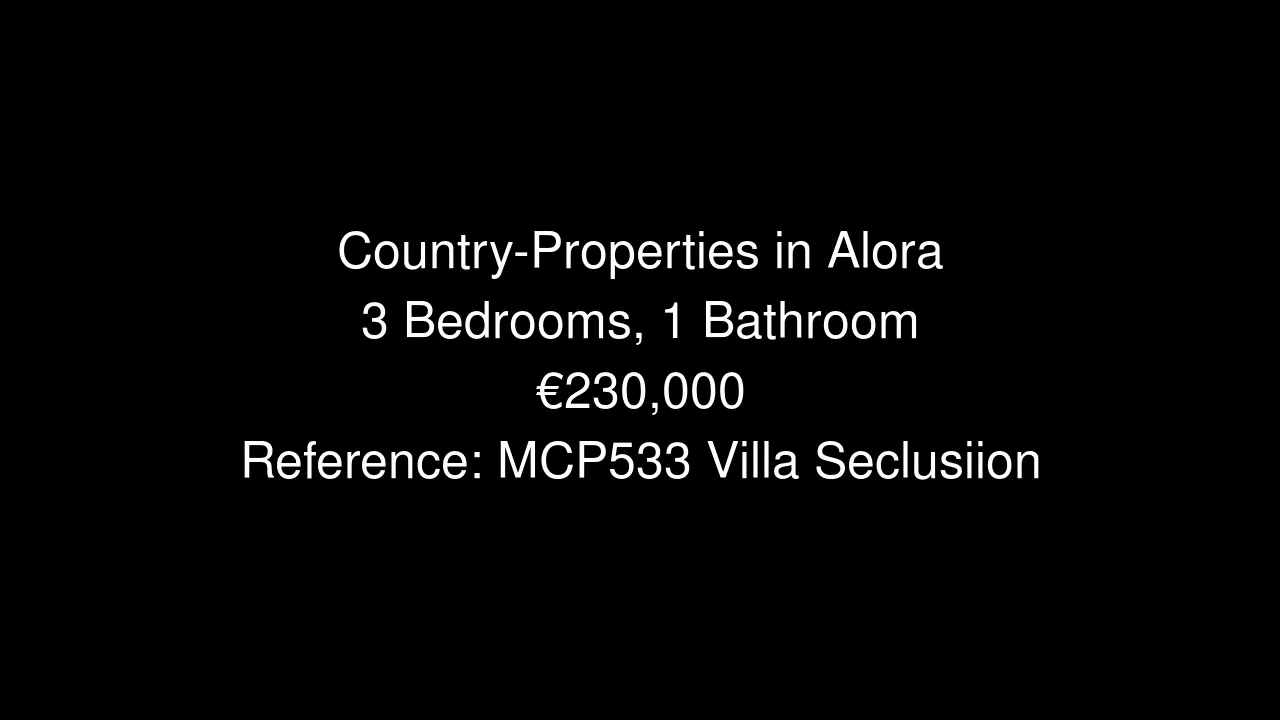 Country-Properties in Alora
3 Bedrooms, 1 Bathroom
€230,000
Reference: MCP533 Villa Seclusiion